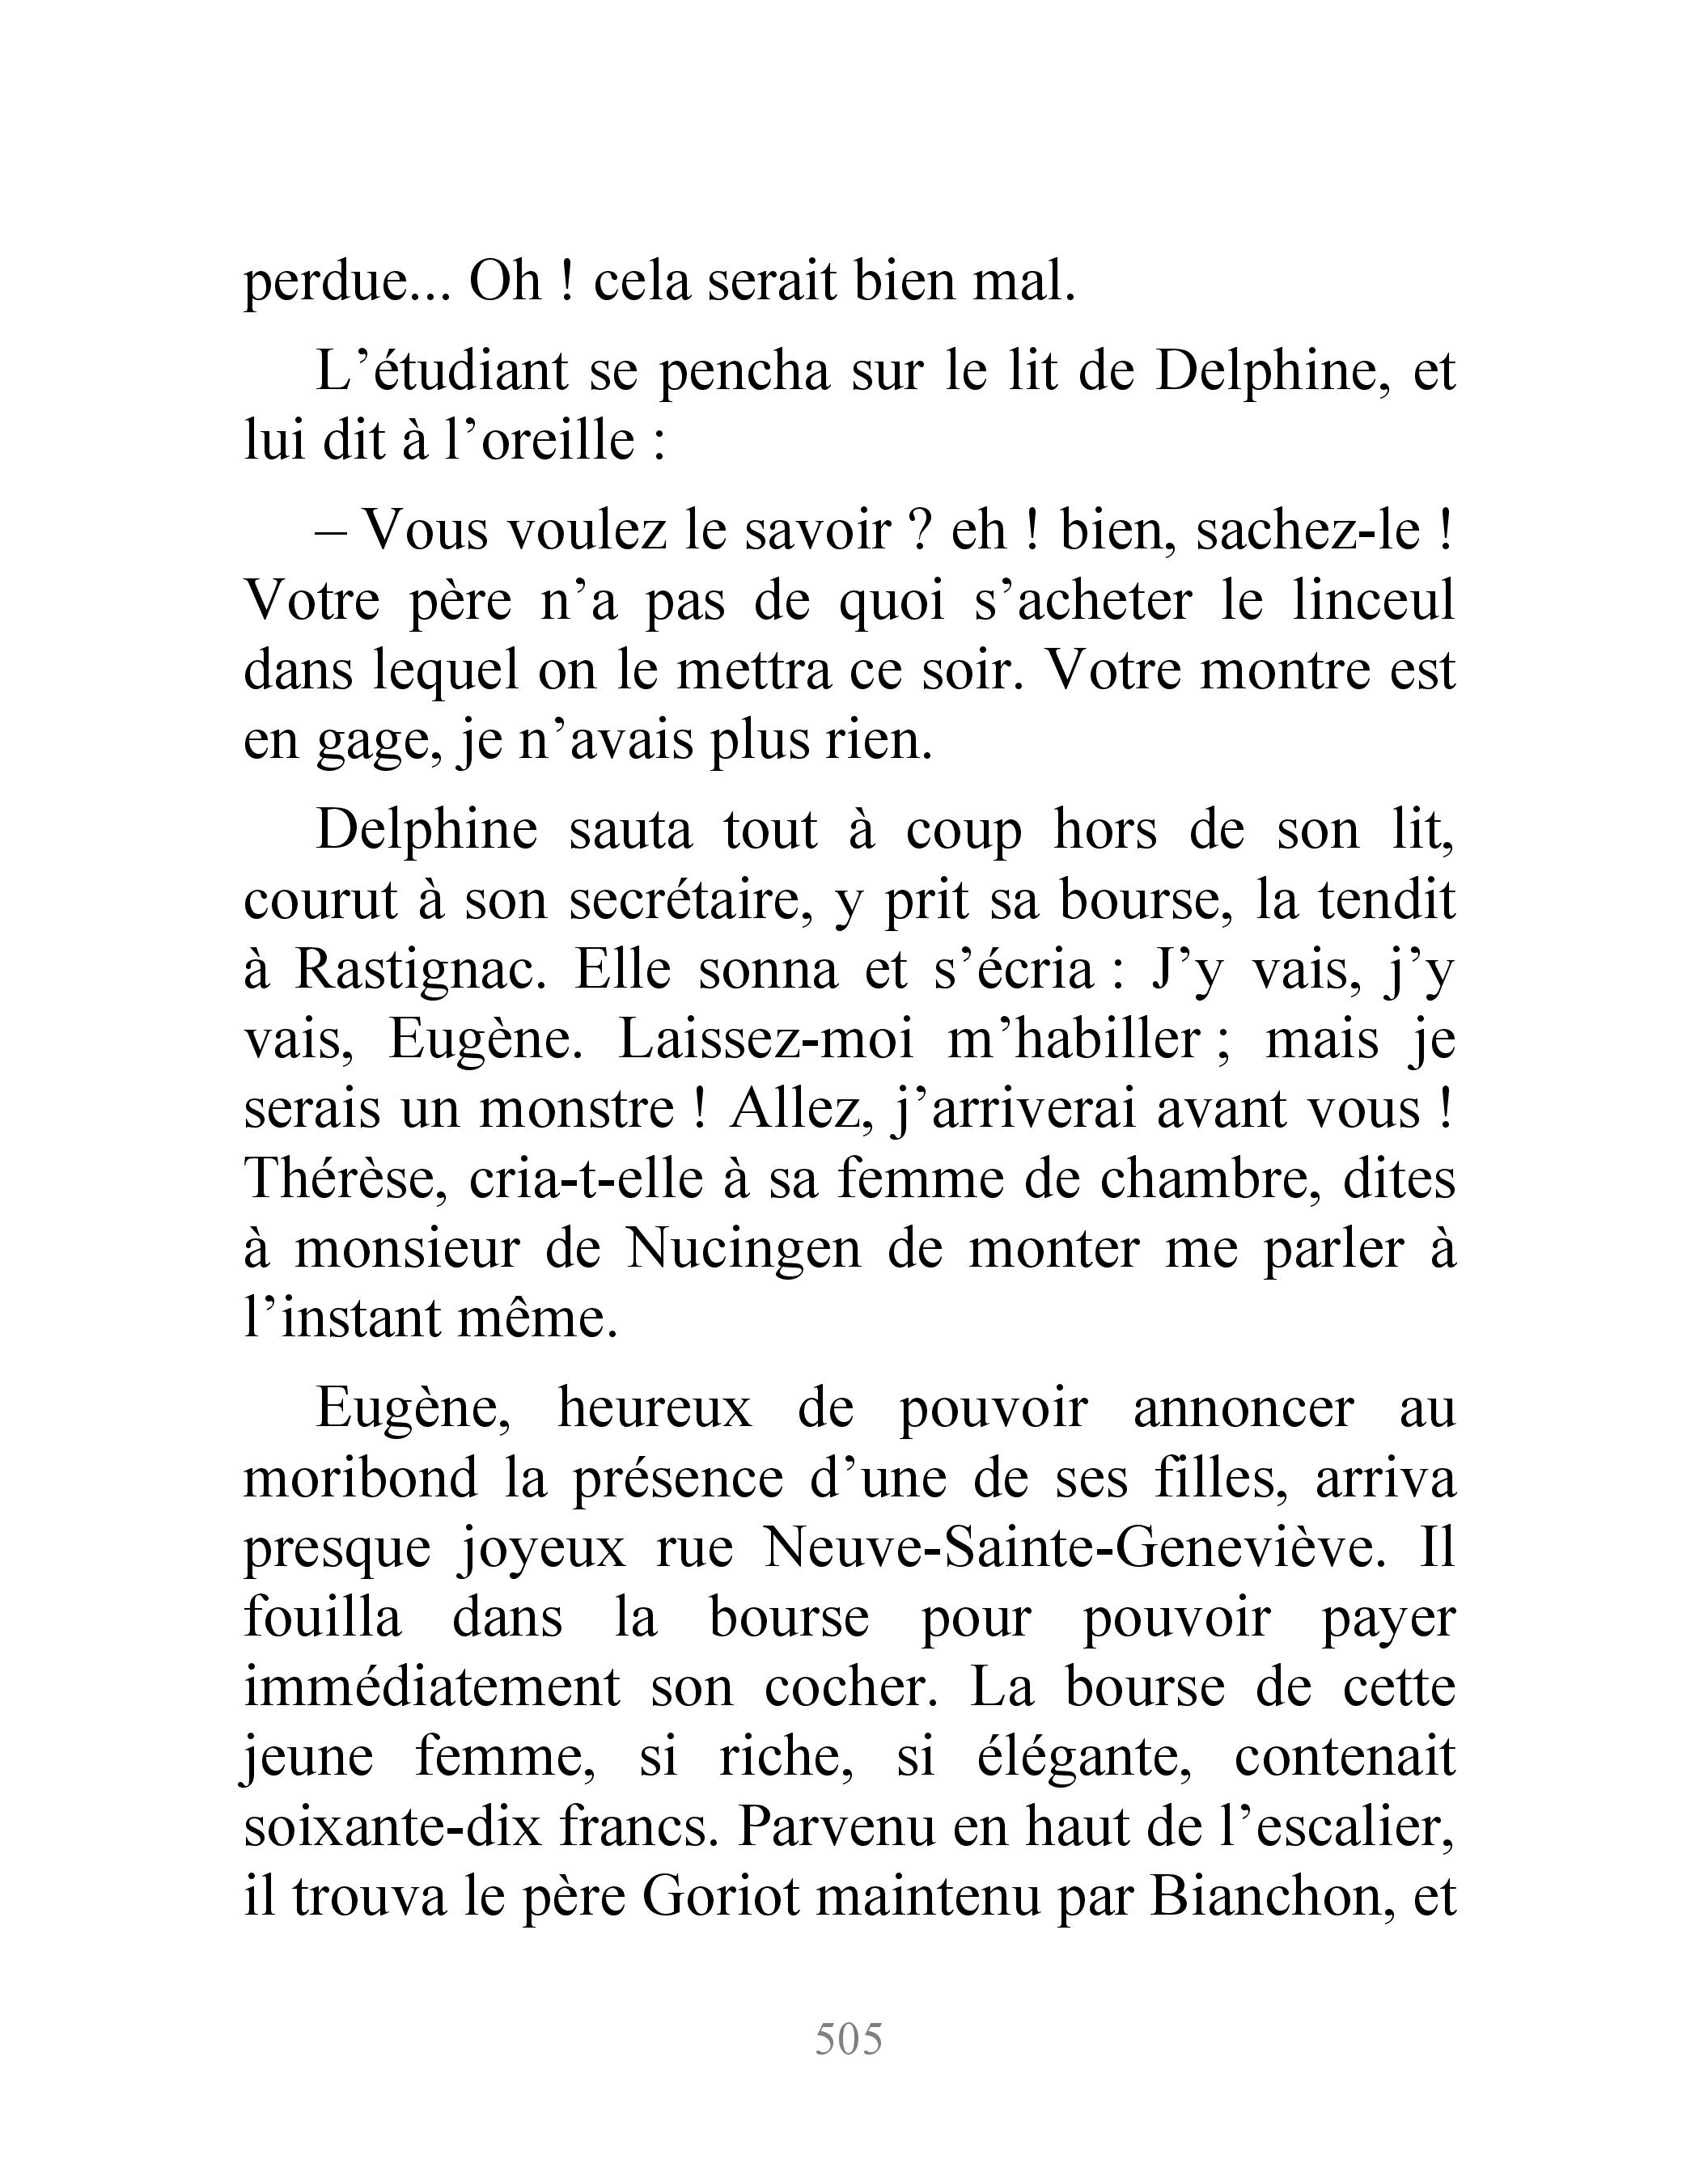 perdue... Oh ! cela serait bien mal.
L’étudiant se pencha sur le lit de Delphine, et
lui dit à l’oreille :
– Vous voulez le savoir ? eh ! bien, sachez-le !
Votre père n’a pas de quoi s’acheter le linceul
dans lequel on le mettra ce soir. Votre montre est
en gage, je n’avais plus rien.
Delphine sauta tout à coup hors de son lit,
courut à son secrétaire, y prit sa bourse, la tendit
à Rastignac. Elle sonna et s’écria : J’y vais, j’y
vais, Eugène. Laissez-moi m’habiller ; mais je
serais un monstre ! Allez, j’arriverai avant vous !
Thérèse, cria-t-elle à sa femme de chambre, dites
à monsieur de Nucingen de monter me parler à
l’instant même.
Eugène, heureux de pouvoir annoncer au
moribond la présence d’une de ses filles, arriva
presque joyeux rue Neuve-Sainte-Geneviève. Il
fouilla dans la bourse pour pouvoir payer
immédiatement son cocher. La bourse de cette
jeune femme, si riche, si élégante, contenait
soixante-dix francs. Parvenu en haut de l’escalier,
il trouva le père Goriot maintenu par Bianchon, et
505